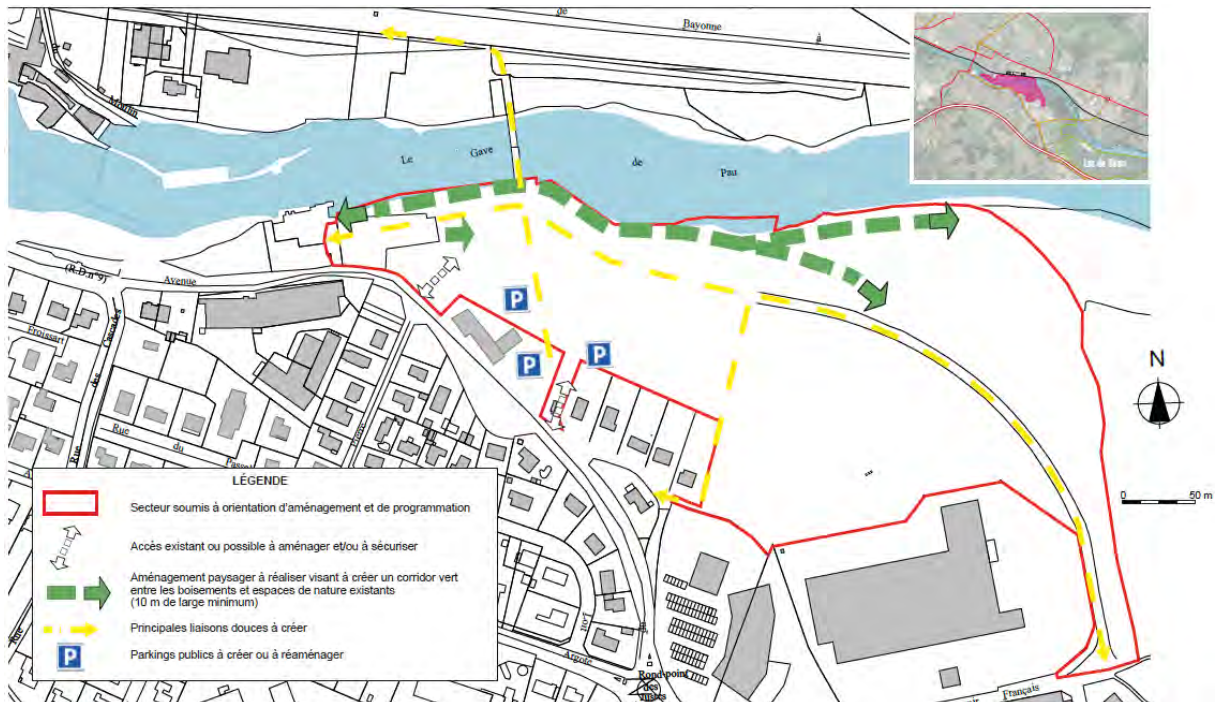 de
Bayonne
à
Moulin
Le Gave de Pau
Lac de Biron
(R.D.n°9)
Avenue
Froissart
Rue des Cascades
Rue du
N
0 50 m
P
P
P
LÉGENDE
Secteur soumis à orientation d'aménagement et de programmation
Accès existant ou possible à aménager et/ou à sécuriser
Aménagement paysager à réaliser visant à créer un corridor vert
entre les boisements et espaces de nature existants
(10 m de large minimum)
Principales liaisons douces à créer
P
Parkings publics à créer ou à réaménager
Rue
Argote
Rond-point
des
Français